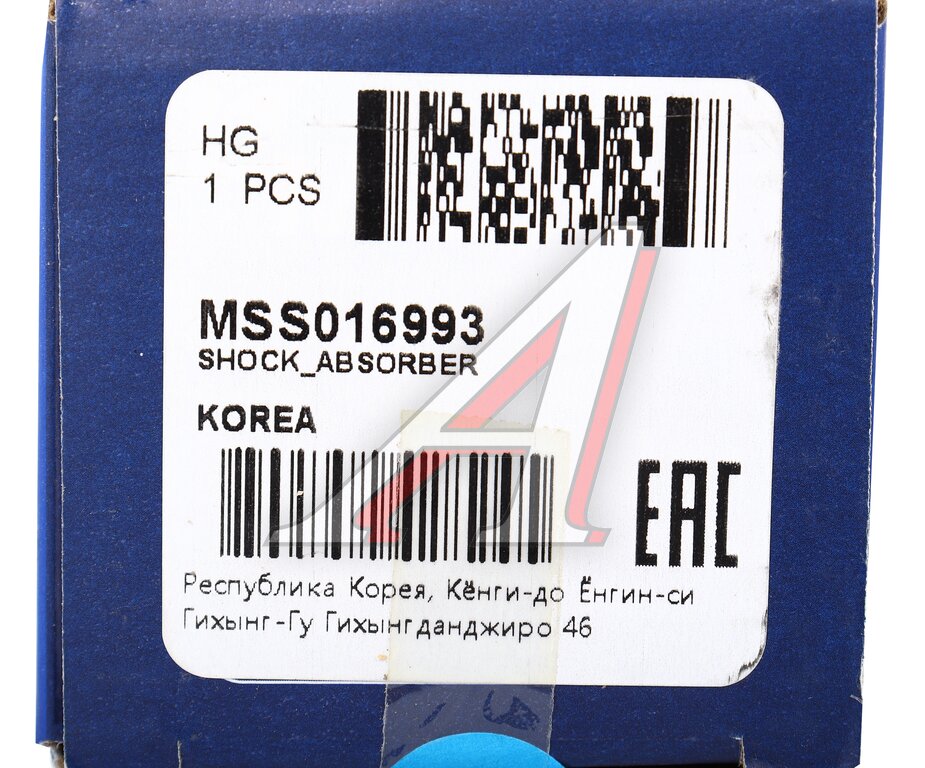 HG
1 PCS
MSS016993
SHOCK_ABSORBER
KOREA
EAC
Республика Корея, Кёнги-до Ёнгин-си
Гихынг-Гу Гихынгданджиро 46